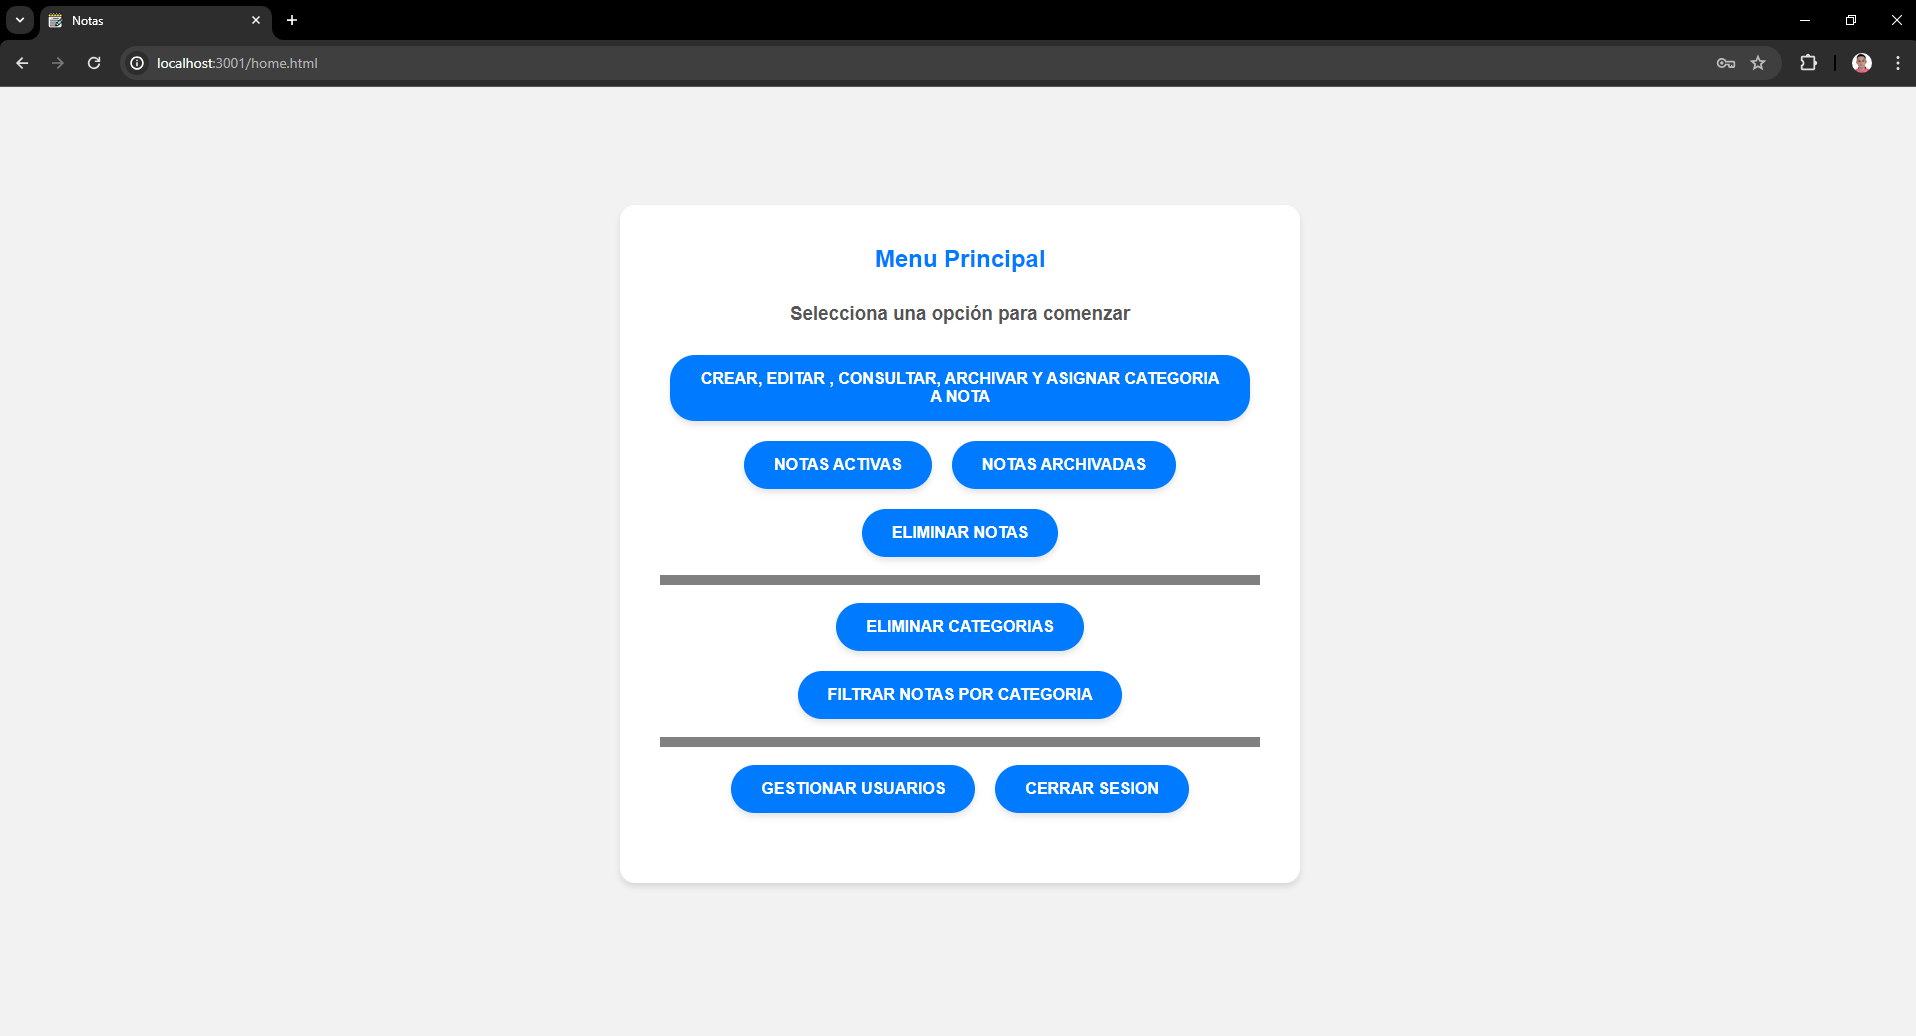 Notas
localhost:3001/home.html
Menu Principal
Selecciona una opción para comenzar
CREAR, EDITAR , CONSULTAR, ARCHIVAR Y ASIGNAR CATEGORIA
A NOTA
NOTAS ACTIVAS
NOTAS ARCHIVADAS
ELIMINAR NOTAS
ELIMINAR CATEGORIAS
FILTRAR NOTAS POR CATEGORIA
GESTIONAR USUARIOS
CERRAR SESION